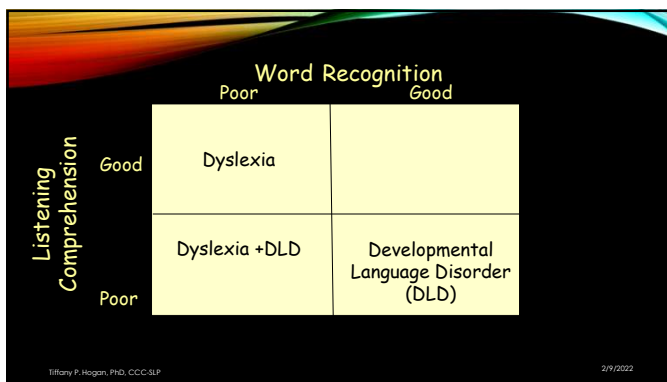 Word Recognition
Poor Good
Listening
Comprehension
Good
Dyslexia
Dyslexia +DLD
Developmental
Language Disorder
(DLD)
Poor
Tiffany P. Hogan, PhD, CCC-SLP
2/9/2022